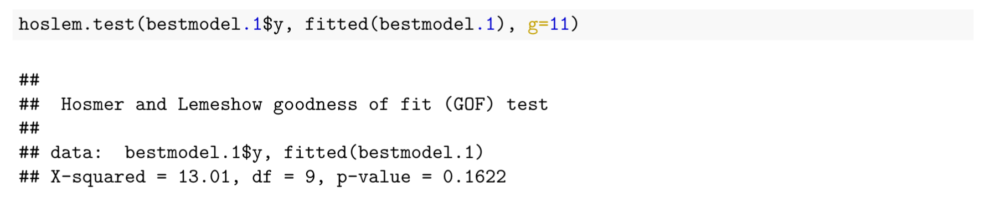 hoslem.test(bestmodel.1$y, fitted(bestmodel.1), g=11)
##
##  Hosmer and Lemeshow goodness of fit (GOF) test
##
## data:  bestmodel.1$y, fitted(bestmodel.1)
## X-squared = 13.01, df = 9, p-value = 0.1622